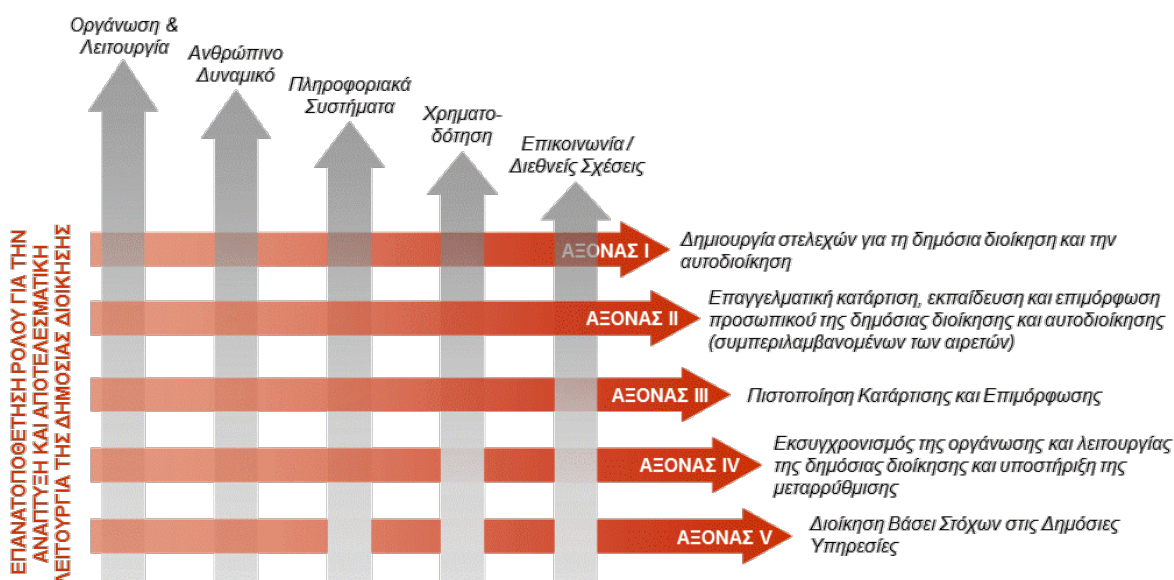 Οργάνωση &
Λειτουργία
Ανθρώπινο
Δυναμικό
Πληροφοριακά
Συστήματα
Χρηματο-
δότηση
Επικοινωνία /
Διεθνείς Σχέσεις
ΕΠΑΝΑΤΟΠΟΘΕΤΗΣΗ ΡΟΛΟΥ ΓΙΑ ΤΗΝ
ΑΝΑΠΤΥΞΗ ΚΑΙ ΑΠΟΤΕΛΕΣΜΑΤΙΚΗ
ΛΕΙΤΟΥΡΓΙΑ ΤΗΣ ΔΗΜΟΣΙΑΣ ΔΙΟΙΚΗΣΗΣ
ΑΞΟΝΑΣ Ι
Δημιουργία στελεχών για τη δημόσια διοίκηση και την
αυτοδιοίκηση
ΑΞΟΝΑΣ ΙΙ
Επαγγελματική κατάρτιση, εκπαίδευση και επιμόρφωση
προσωπικού της δημόσιας διοίκησης και αυτοδιοίκησης
(συμπεριλαμβανομένων των αιρετών)
ΑΞΟΝΑΣ ΙΙΙ
Πιστοποίηση Κατάρτισης και Επιμόρφωσης
ΑΞΟΝΑΣ IV
Εκσυγχρονισμός της οργάνωσης και λειτουργίας
της δημόσιας διοίκησης και υποστήριξη της
μεταρρύθμισης
ΑΞΟΝΑΣ V
Διοίκηση Βάσει Στόχων στις Δημόσιες
Υπηρεσίες